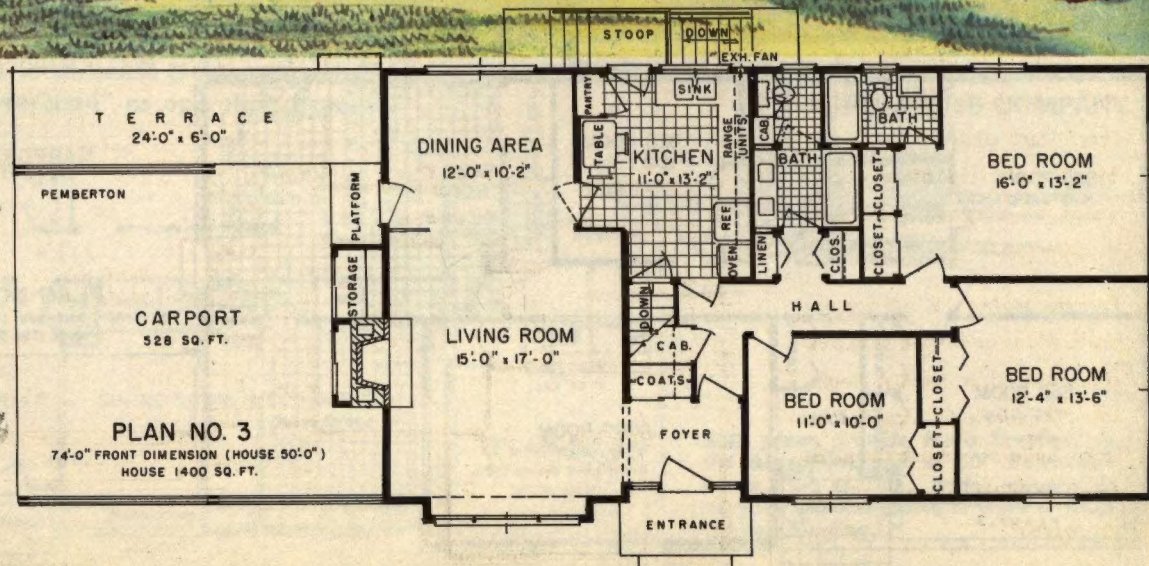 STOOP
DOWN
EXH. FAN
TERRACE
24'-0" x 6'-0"
PEMBERTON
PLATFORM
STORAGE
CARPORT
528 SQ. FT.
PLAN NO. 3
74'-0" FRONT DIMENSION (HOUSE 50'-0")
HOUSE 1400 SQ. FT.
DINING AREA
12'-0" x 10'-2"
LIVING ROOM
15'-0" x 17'-0"
PANTRY
TABLE
SINK
KITCHEN
11'-0" x 13'-2"
RANGE
UNITS
REF
OVEN
CAB.
BATH
LINEN
CLOS.
BATH
CLOSET
CLOSET
BED ROOM
16'-0" x 13'-2"
HALL
DOWN
CAB.
COATS
FOYER
ENTRANCE
BED ROOM
11'-0" x 10'-0"
CLOSET
CLOSET
BED ROOM
12'-4" x 13'-6"